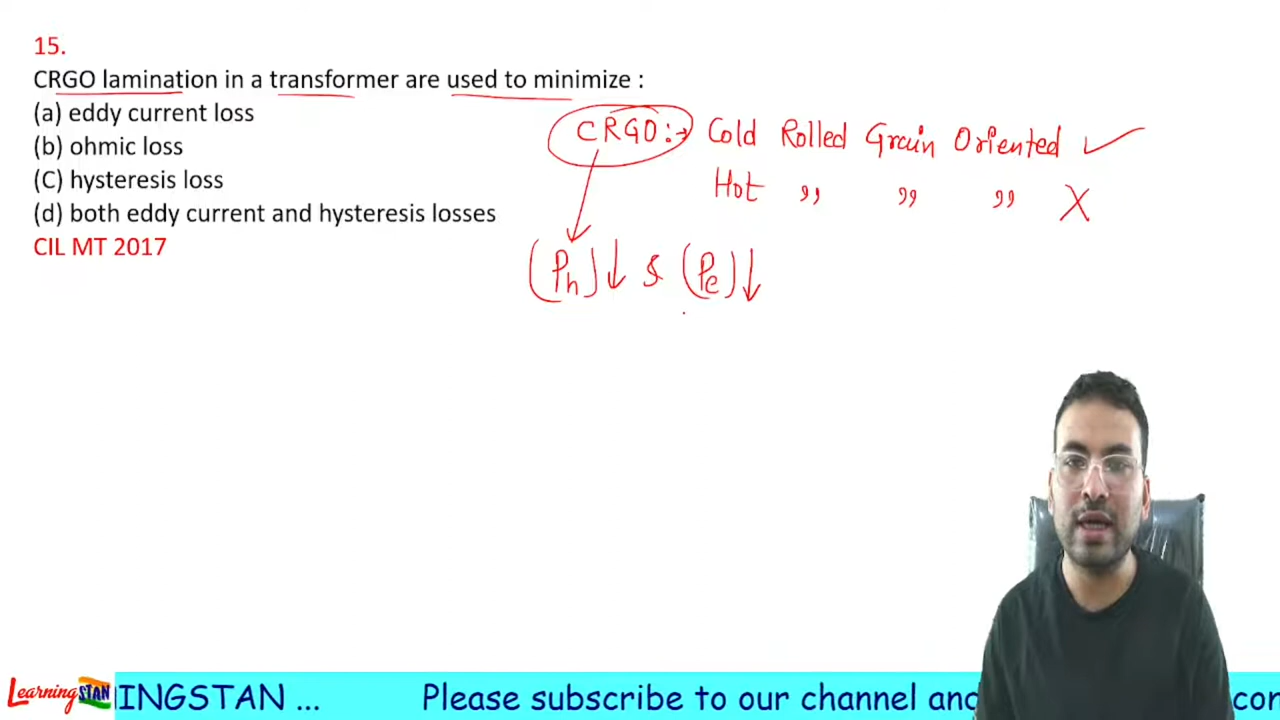 15.
CRGO lamination in a transformer are used to minimize :
(a) eddy current loss
(b) ohmic loss
(C) hysteresis loss
(d) both eddy current and hysteresis losses
CIL MT 2017
CRGO:→ Cold Rolled Grain Oriented ✓
Hot ,, ,, ,, X
(Ph)↓ & (Pe)↓
LearningSTAN
INGSTAN ... Please subscribe to our channel and con